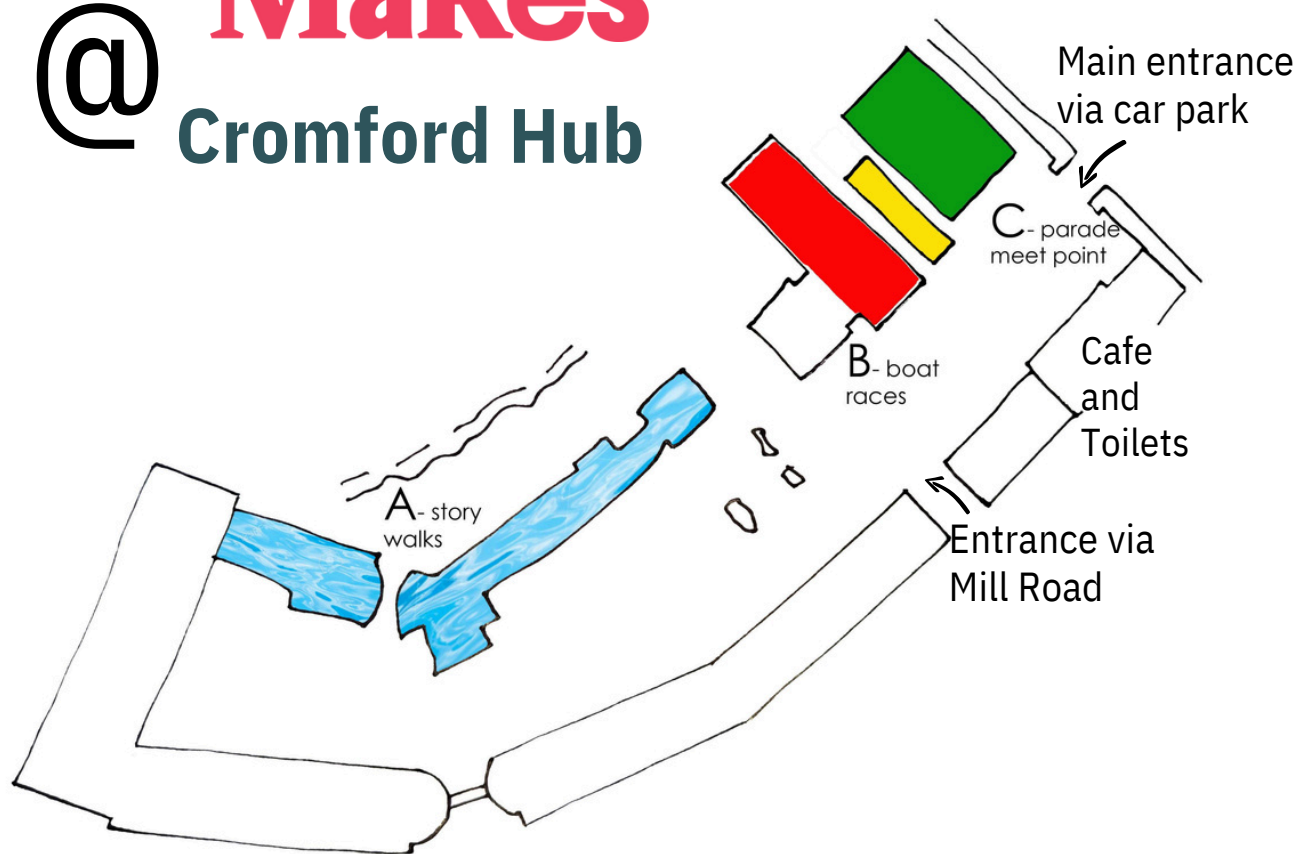 Makes
@
Cromford Hub
Main entrance
via car park
C- parade
meet point
B- boat
races
Cafe
and
Toilets
A- story
walks
Entrance via
Mill Road